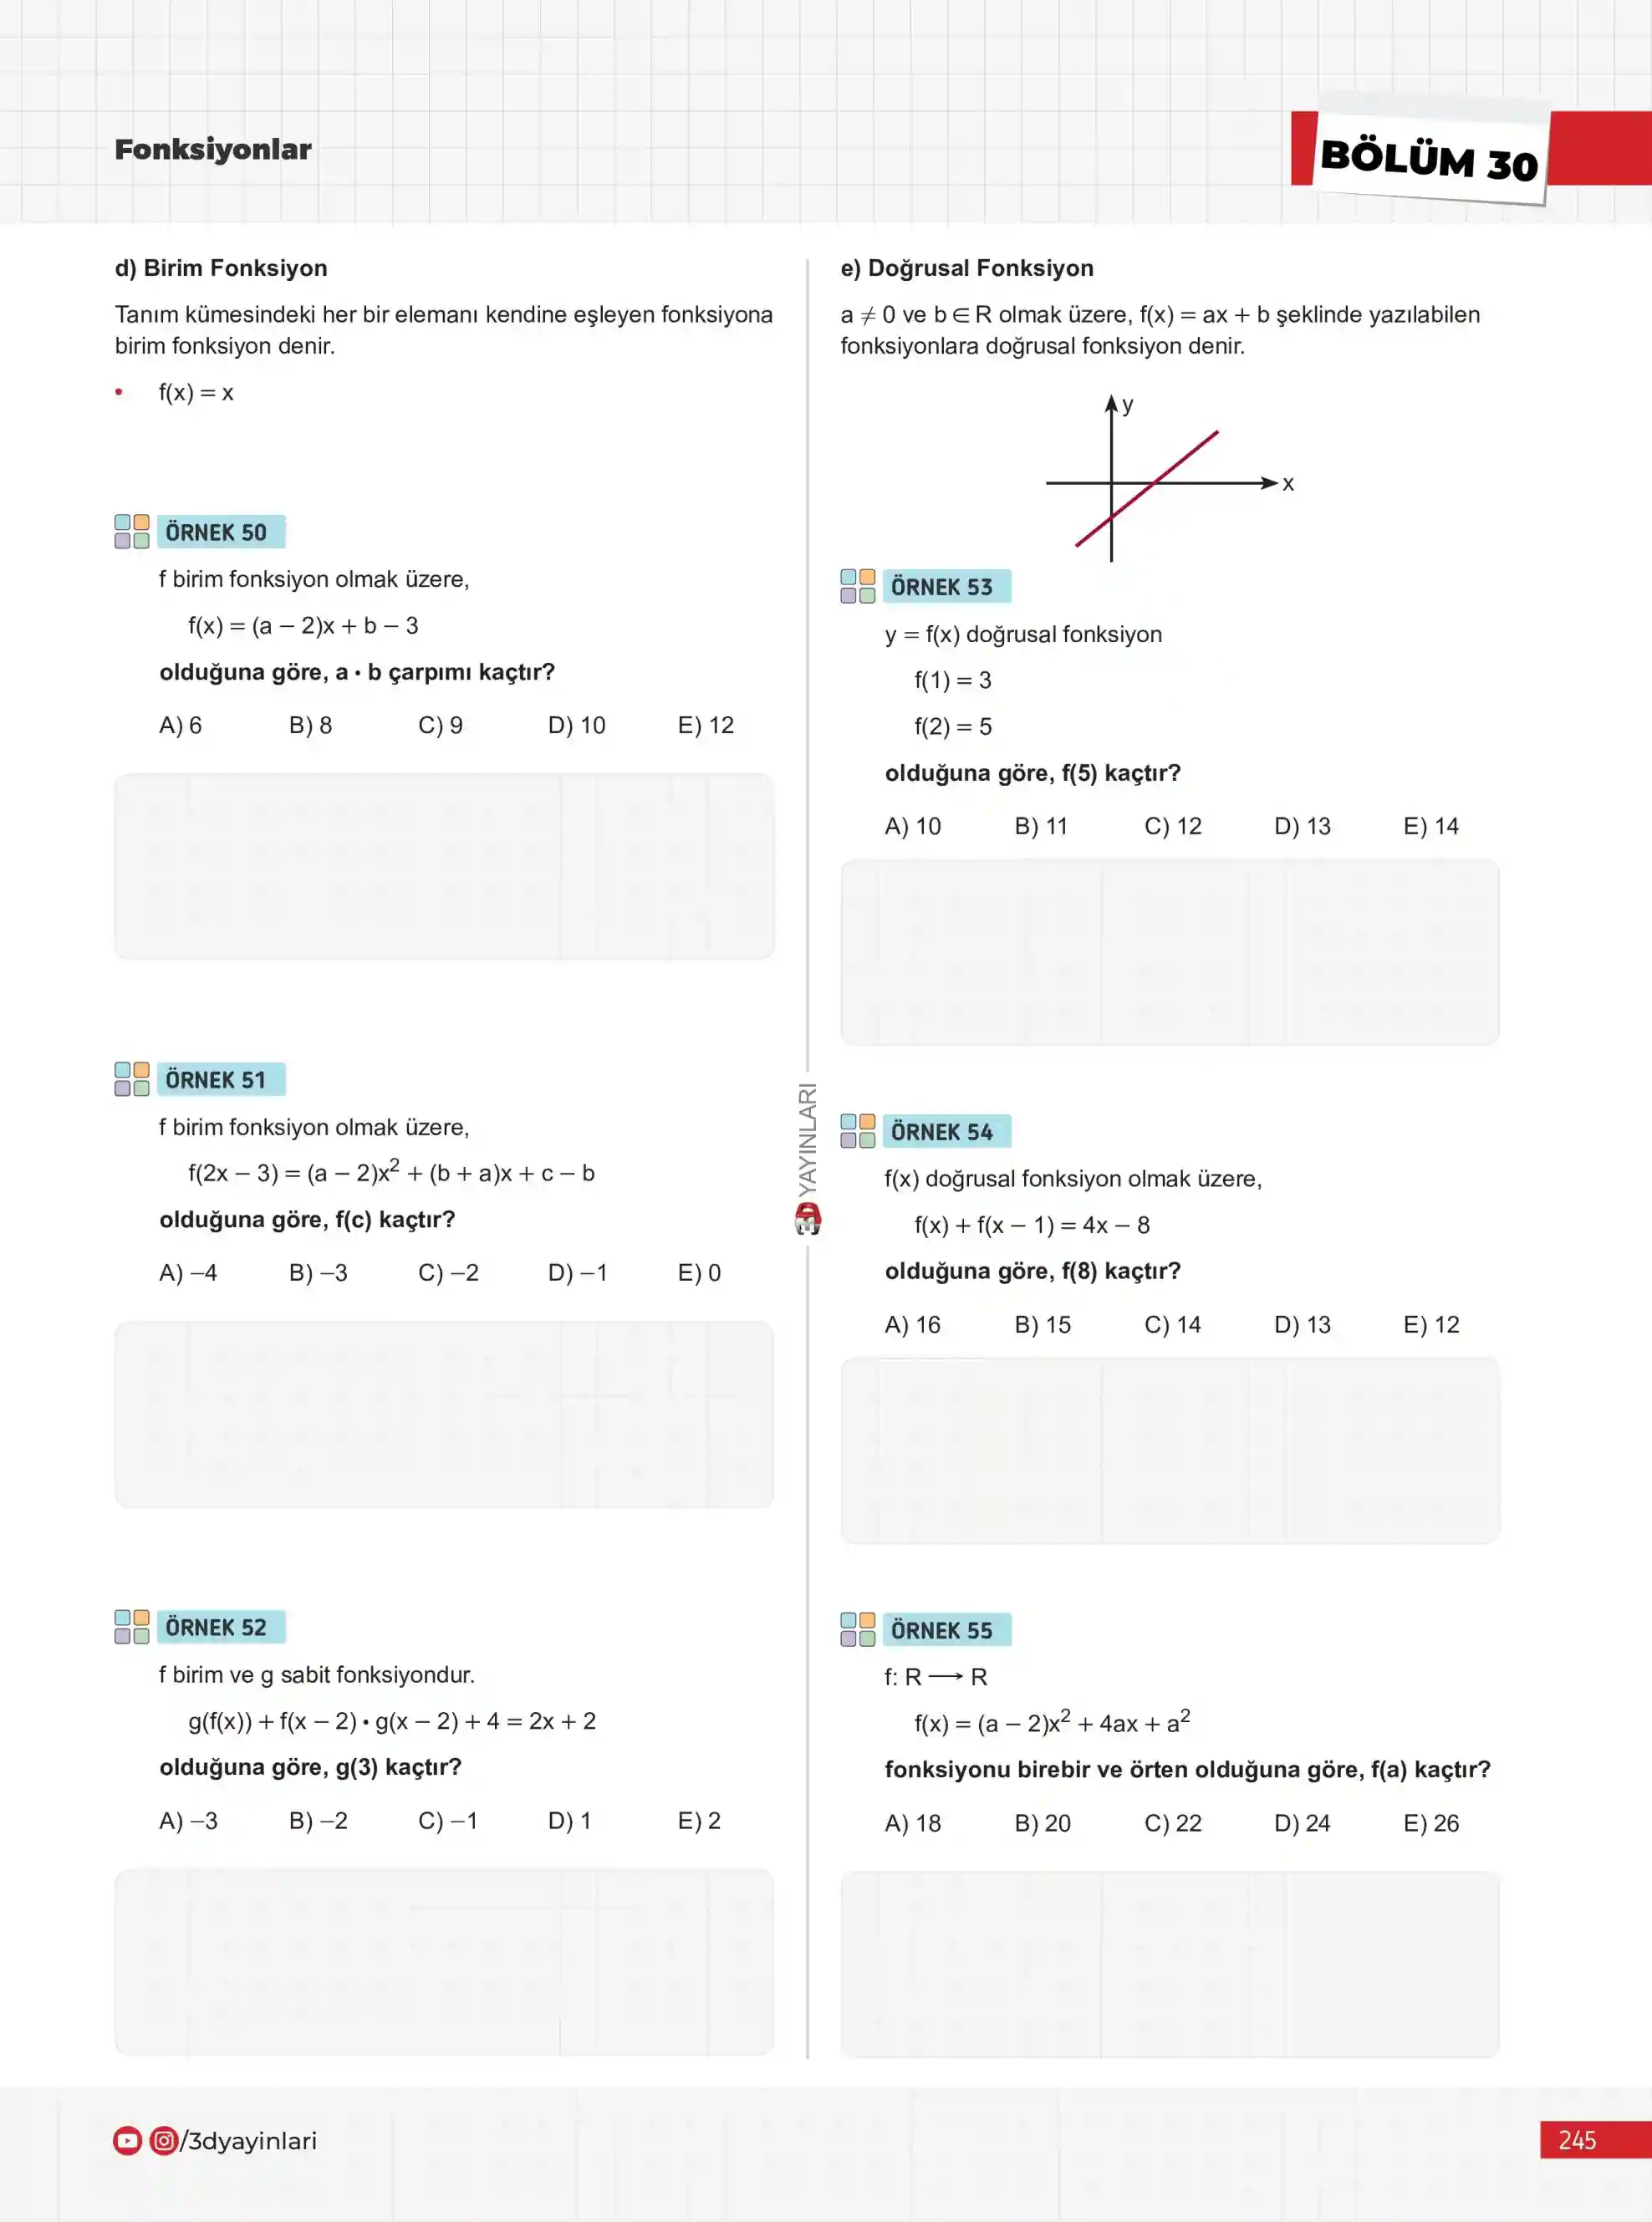 Fonksiyonlar
BÖLÜM 30
d) Birim Fonksiyon
Tanım kümesindeki her bir elemanı kendine eşleyen fonksiyona
birim fonksiyon denir.
• f(x) = x
ÖRNEK 50
f birim fonksiyon olmak üzere,
f(x) = (a – 2)x + b – 3
olduğuna göre, a • b çarpımı kaçtır?
A) 6 B) 8 C) 9 D) 10 E) 12
ÖRNEK 51
f birim fonksiyon olmak üzere,
f(2x – 3) = (a – 2)x² + (b + a)x + c – b
olduğuna göre, f(c) kaçtır?
A) –4 B) –3 C) –2 D) –1 E) 0
ÖRNEK 52
f birim ve g sabit fonksiyondur.
g(f(x)) + f(x – 2) • g(x – 2) + 4 = 2x + 2
olduğuna göre, g(3) kaçtır?
A) –3 B) –2 C) –1 D) 1 E) 2
YAYINLARI
e) Doğrusal Fonksiyon
a ≠ 0 ve b ∈ R olmak üzere, f(x) = ax + b şeklinde yazılabilen
fonksiyonlara doğrusal fonksiyon denir.
y
x
ÖRNEK 53
y = f(x) doğrusal fonksiyon
f(1) = 3
f(2) = 5
olduğuna göre, f(5) kaçtır?
A) 10 B) 11 C) 12 D) 13 E) 14
ÖRNEK 54
f(x) doğrusal fonksiyon olmak üzere,
f(x) + f(x – 1) = 4x – 8
olduğuna göre, f(8) kaçtır?
A) 16 B) 15 C) 14 D) 13 E) 12
ÖRNEK 55
f: R ⟶ R
f(x) = (a – 2)x² + 4ax + a²
fonksiyonu birebir ve örten olduğuna göre, f(a) kaçtır?
A) 18 B) 20 C) 22 D) 24 E) 26
/3dyayinlari
245